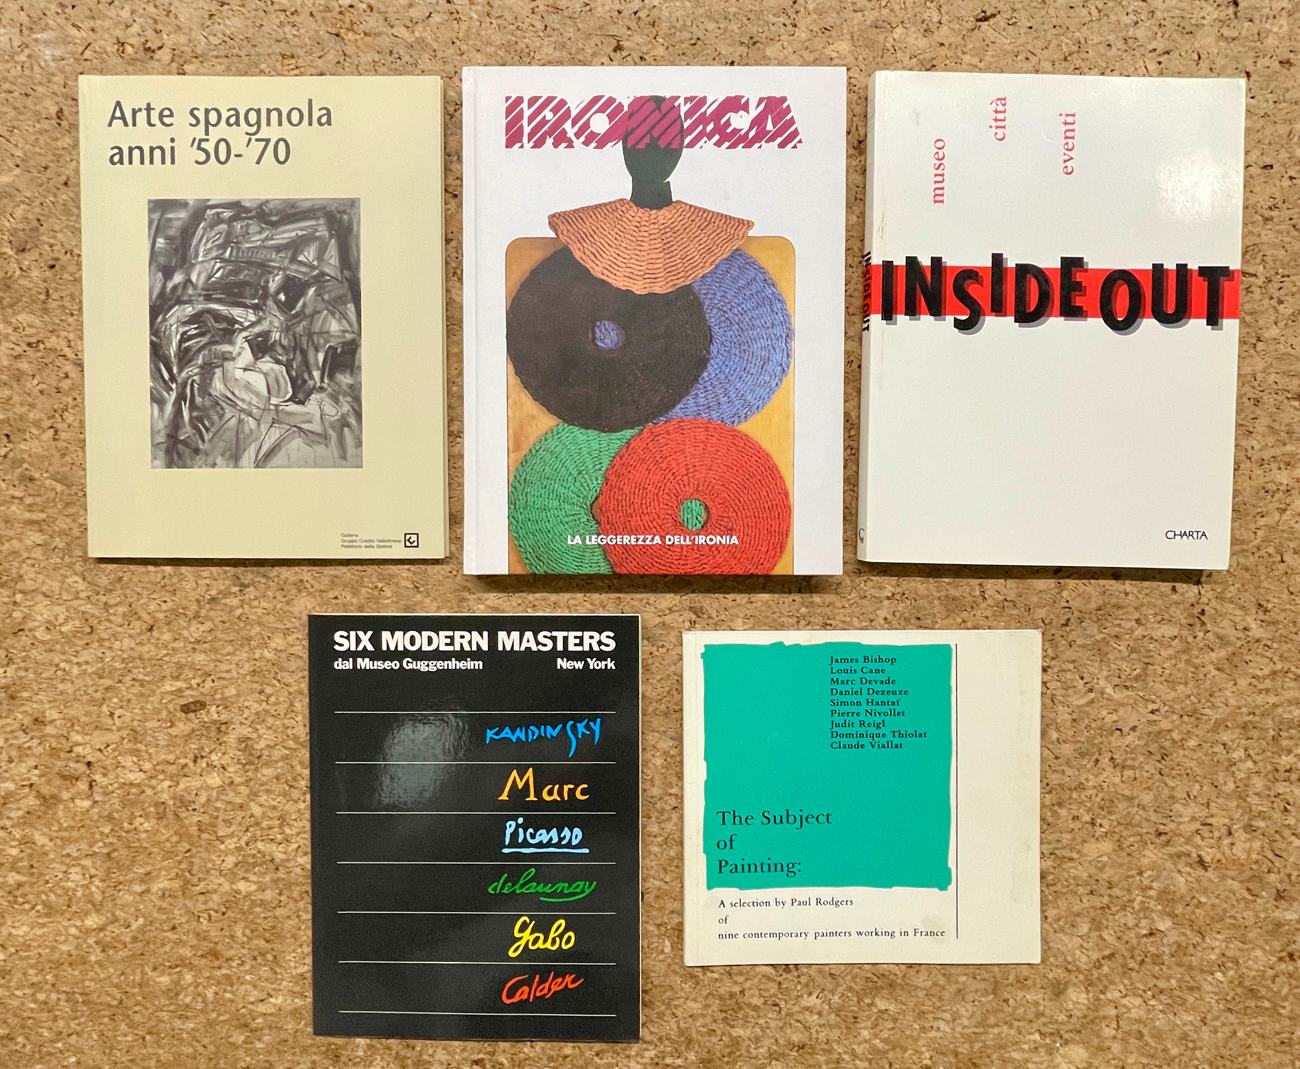 Arte spagnola
anni '50-'70
Galleria
Gruppo Credito Valtellinese
Refettorio delle Stelline
IRONICA
LA LEGGEREZZA DELL'IRONIA
museo
città
eventi
INSIDEOUT
CHARTA
SIX MODERN MASTERS
dal Museo Guggenheim New York
KANDINSKY
Marc
Picasso
delaunay
Gabo
Calder
James Bishop
Louis Cane
Marc Devade
Daniel Dezeuze
Simon Hantaï
Pierre Nivollet
Judit Reigl
Dominique Thiolat
Claude Viallat
The Subject
of
Painting:
A selection by Paul Rodgers
of
nine contemporary painters working in France